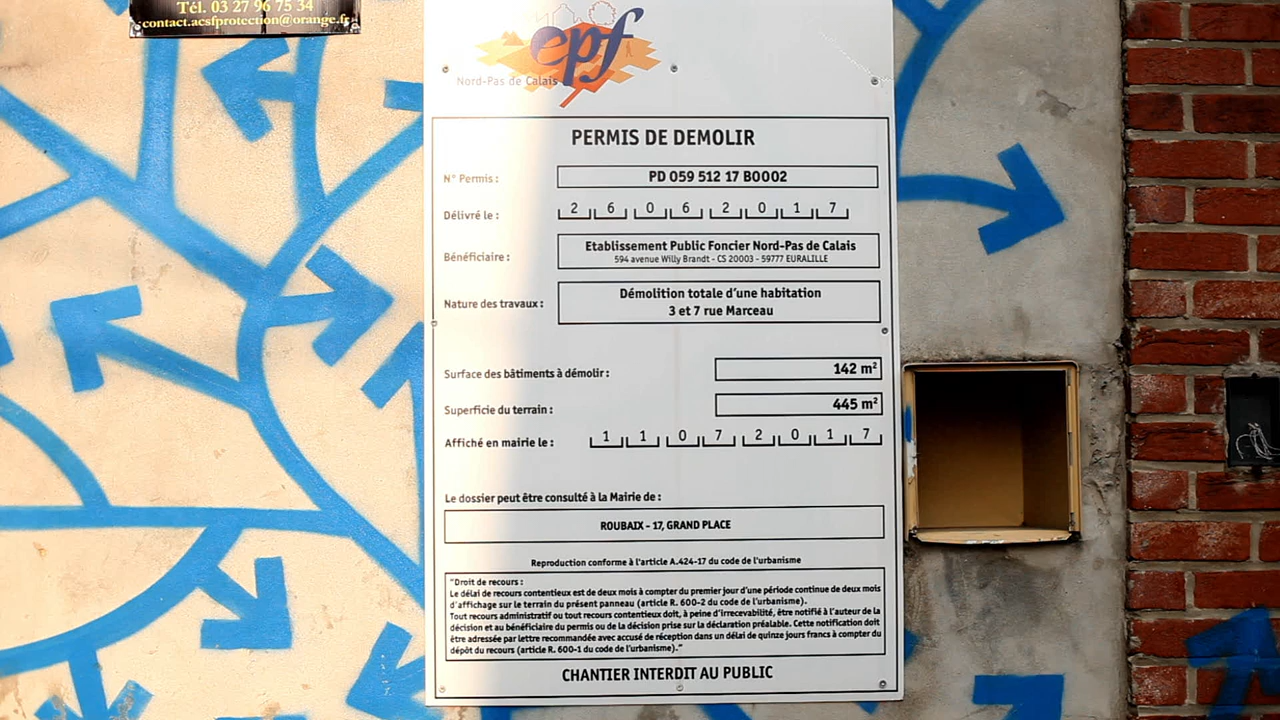 Tél. 03 27 96 75 34
contact.acsfprotection@orange.fr
epf
Nord-Pas de Calais
PERMIS DE DEMOLIR
N° Permis : PD 059 512 17 B0002
Délivré le : 2 6 0 6 2 0 1 7
Bénéficiaire : Etablissement Public Foncier Nord-Pas de Calais
594 avenue Willy Brandt - CS 20003 - 59777 EURALILLE
Nature des travaux : Démolition totale d'une habitation
3 et 7 rue Marceau
Surface des bâtiments à démolir : 142 m²
Superficie du terrain : 445 m²
Affiché en mairie le : 1 1 0 7 2 0 1 7
Le dossier peut être consulté à la Mairie de :
ROUBAIX - 17, GRAND PLACE
Reproduction conforme à l'article A.424-17 du code de l'urbanisme
"Droit de recours :
Le délai de recours contentieux est de deux mois à compter du premier jour d'une période continue de deux mois
d'affichage sur le terrain du présent panneau (article R. 600-2 du code de l'urbanisme).
Tout recours administratif ou tout recours contentieux doit, à peine d'irrecevabilité, être notifié à l'auteur de la
décision et au bénéficiaire du permis ou de la décision prise sur la déclaration préalable. Cette notification doit
être adressée par lettre recommandée avec accusé de réception dans un délai de quinze jours francs à compter du
dépôt du recours (article R. 600-1 du code de l'urbanisme)."
CHANTIER INTERDIT AU PUBLIC